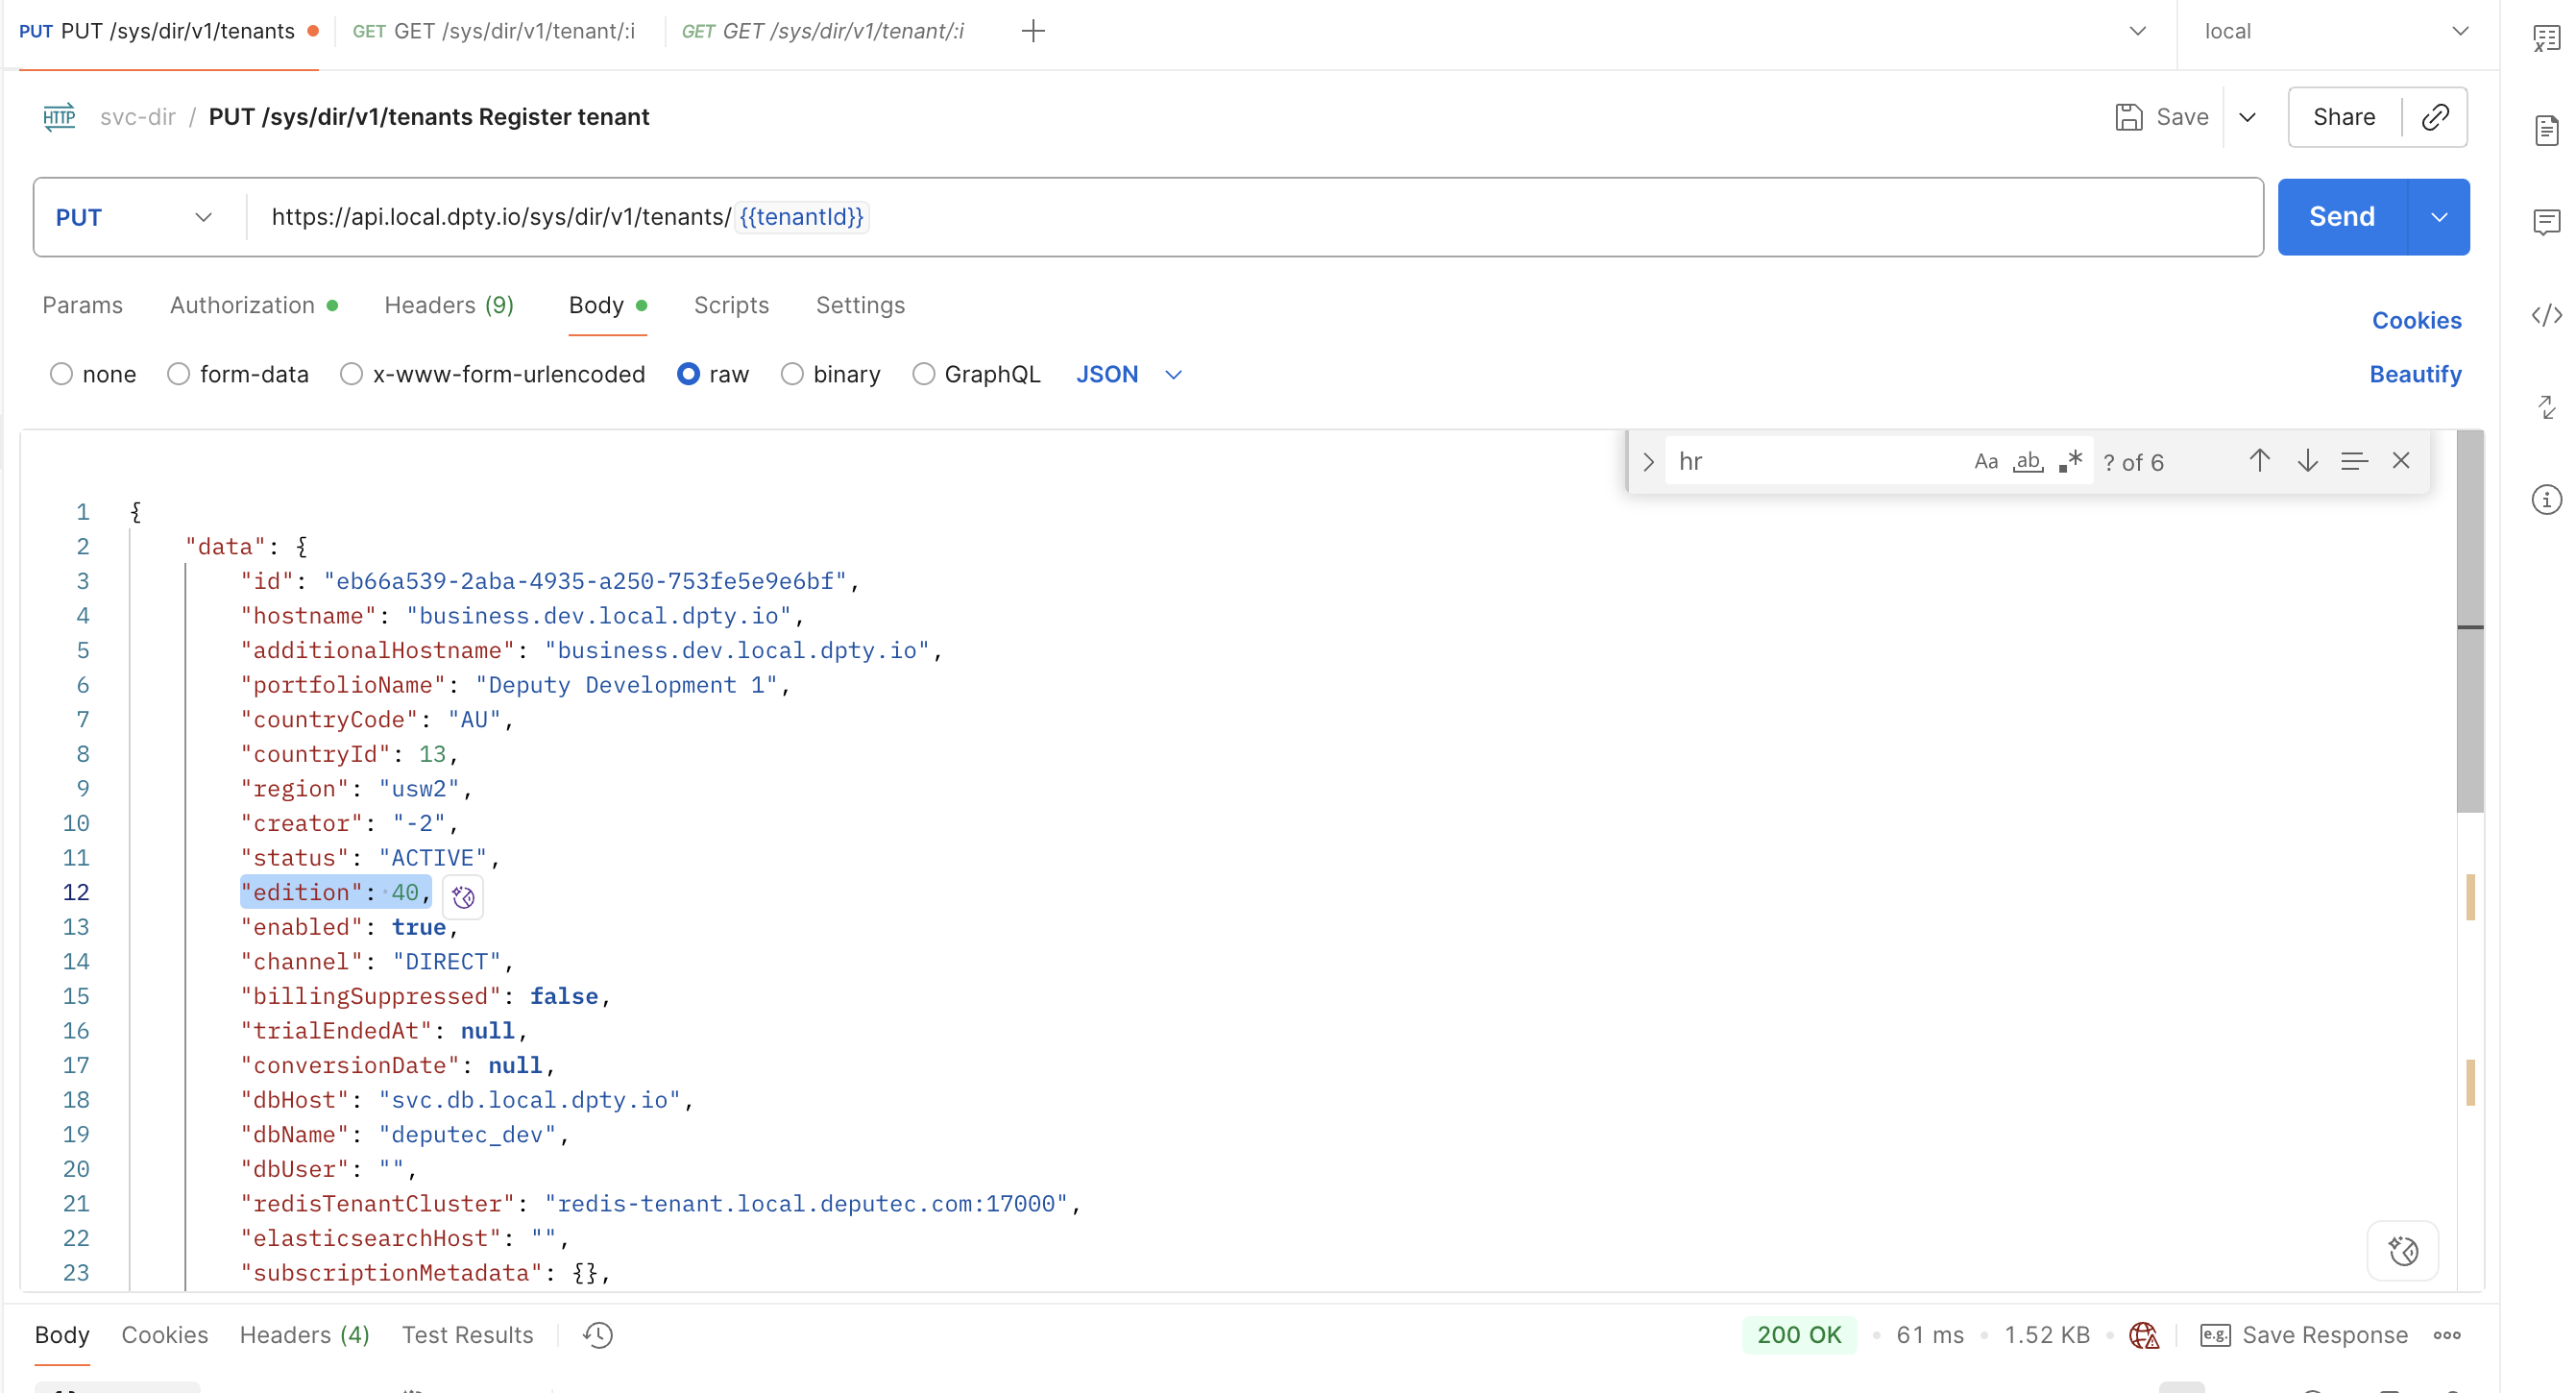 PUT PUT /sys/dir/v1/tenants GET GET /sys/dir/v1/tenant/:i GET GET /sys/dir/v1/tenant/:i local
HTTP svc-dir / PUT /sys/dir/v1/tenants Register tenant Save Share
PUT https://api.local.dpty.io/sys/dir/v1/tenants/{{tenantId}} Send
Params Authorization Headers (9) Body Scripts Settings Cookies
none form-data x-www-form-urlencoded raw binary GraphQL JSON Beautify
hr Aa ab .* ? of 6
1 {
2 "data": {
3 "id": "eb66a539-2aba-4935-a250-753fe5e9e6bf",
4 "hostname": "business.dev.local.dpty.io",
5 "additionalHostname": "business.dev.local.dpty.io",
6 "portfolioName": "Deputy Development 1",
7 "countryCode": "AU",
8 "countryId": 13,
9 "region": "usw2",
10 "creator": "-2",
11 "status": "ACTIVE",
12 "edition": 40,
13 "enabled": true,
14 "channel": "DIRECT",
15 "billingSuppressed": false,
16 "trialEndedAt": null,
17 "conversionDate": null,
18 "dbHost": "svc.db.local.dpty.io",
19 "dbName": "deputec_dev",
20 "dbUser": "",
21 "redisTenantCluster": "redis-tenant.local.deputec.com:17000",
22 "elasticsearchHost": "",
23 "subscriptionMetadata": {},
Body Cookies Headers (4) Test Results 200 OK 61 ms 1.52 KB e.g. Save Response